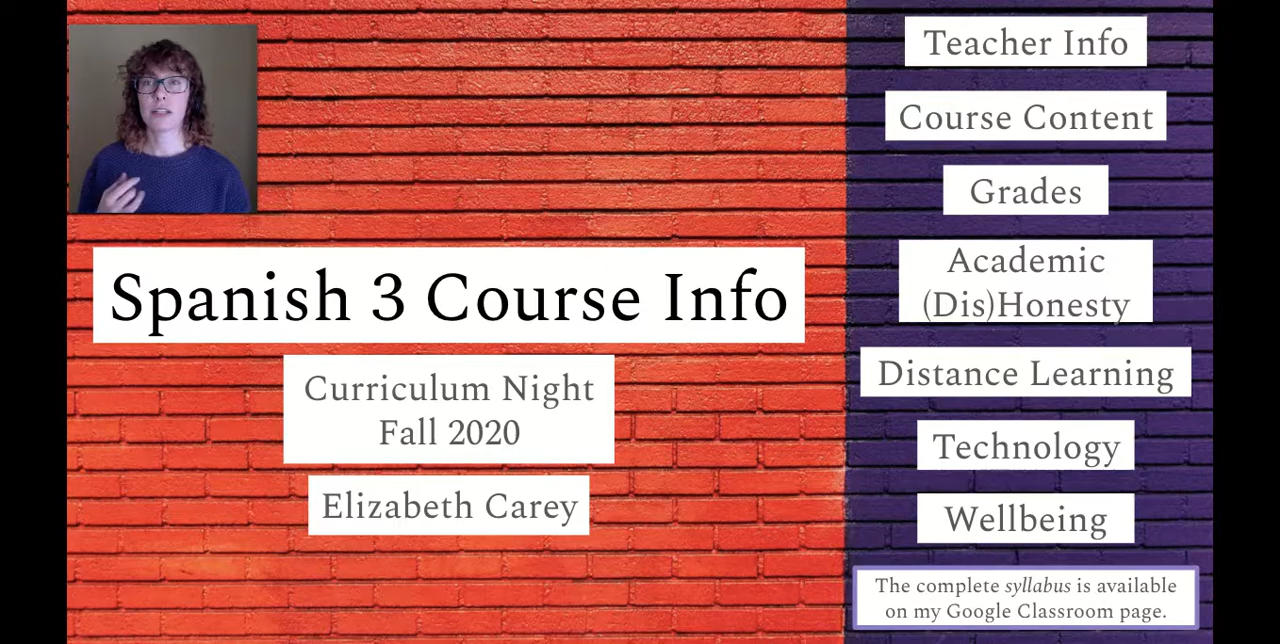 Spanish 3 Course Info
Curriculum Night
Fall 2020
Elizabeth Carey
Teacher Info
Course Content
Grades
Academic
(Dis)Honesty
Distance Learning
Technology
Wellbeing
The complete syllabus is available
on my Google Classroom page.